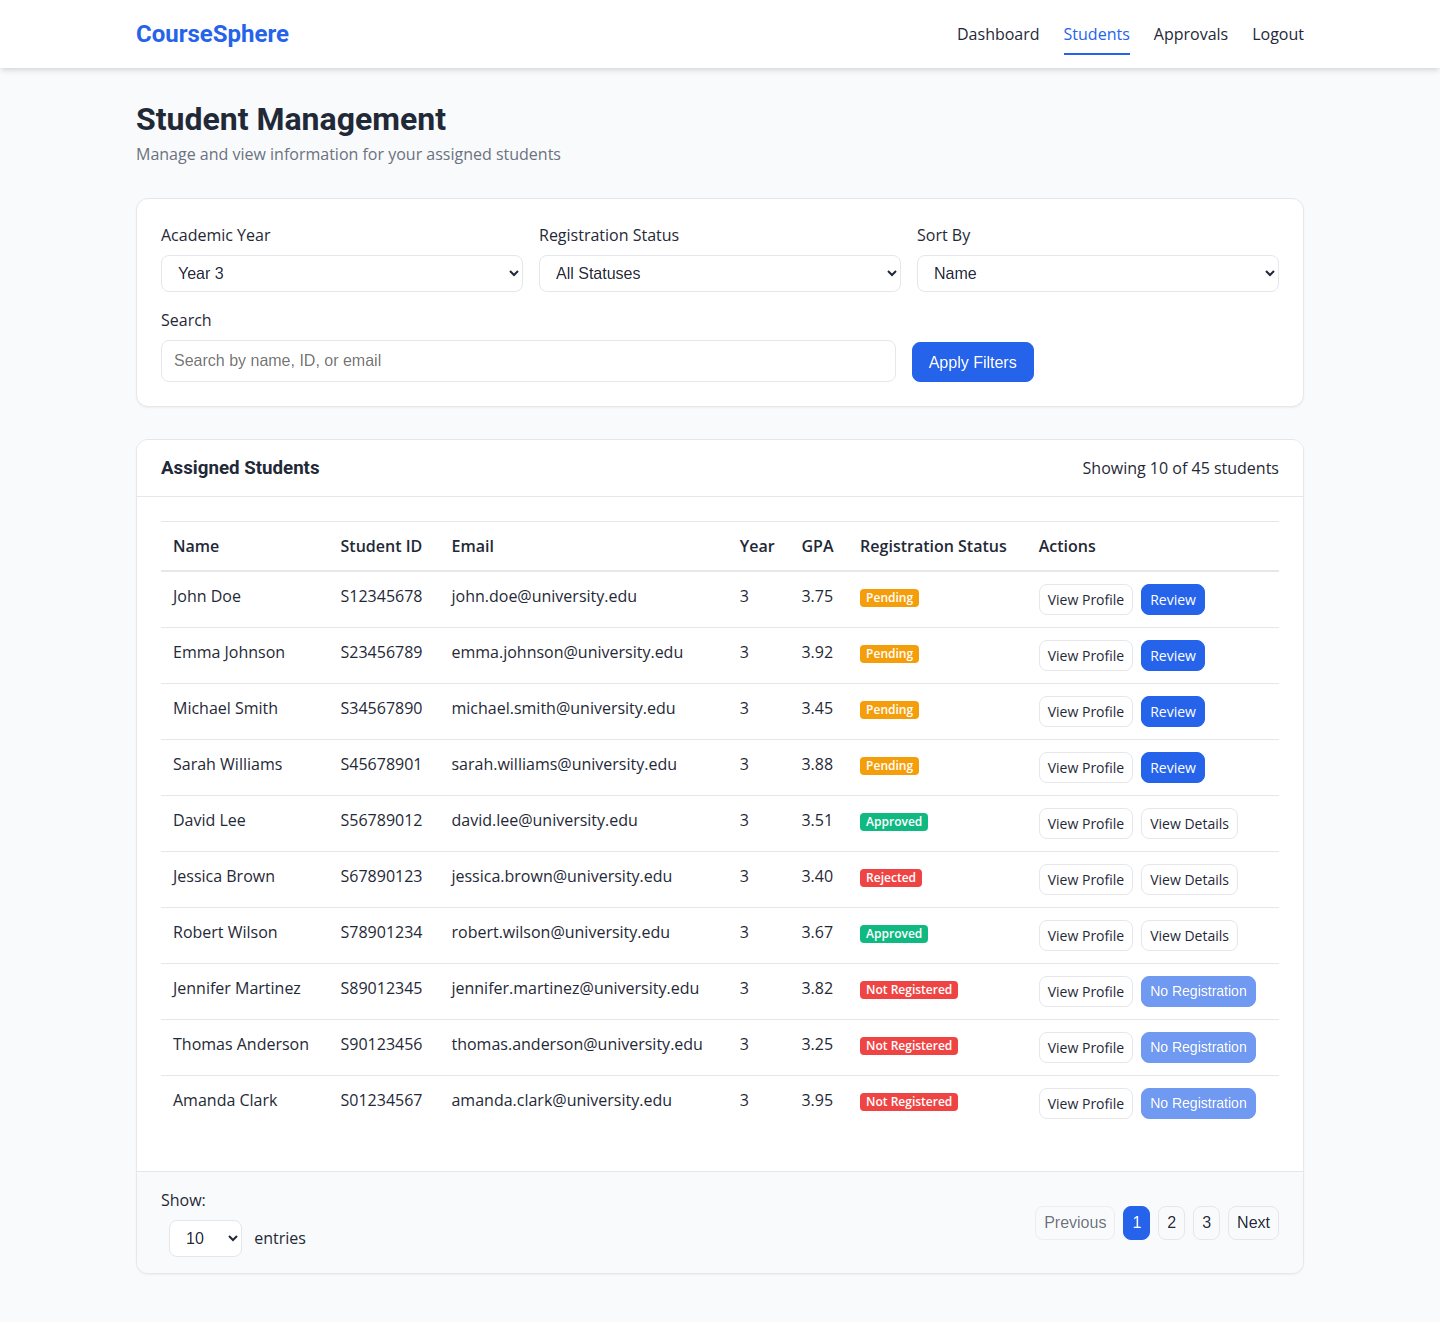 CourseSphere
Dashboard Students Approvals Logout
Student Management
Manage and view information for your assigned students
Academic Year Registration Status Sort By
Year 3 All Statuses Name
Search
Search by name, ID, or email Apply Filters
Assigned Students Showing 10 of 45 students
Name Student ID Email Year GPA Registration Status Actions
John Doe S12345678 john.doe@university.edu 3 3.75 Pending View Profile Review
Emma Johnson S23456789 emma.johnson@university.edu 3 3.92 Pending View Profile Review
Michael Smith S34567890 michael.smith@university.edu 3 3.45 Pending View Profile Review
Sarah Williams S45678901 sarah.williams@university.edu 3 3.88 Pending View Profile Review
David Lee S56789012 david.lee@university.edu 3 3.51 Approved View Profile View Details
Jessica Brown S67890123 jessica.brown@university.edu 3 3.40 Rejected View Profile View Details
Robert Wilson S78901234 robert.wilson@university.edu 3 3.67 Approved View Profile View Details
Jennifer Martinez S89012345 jennifer.martinez@university.edu 3 3.82 Not Registered View Profile No Registration
Thomas Anderson S90123456 thomas.anderson@university.edu 3 3.25 Not Registered View Profile No Registration
Amanda Clark S01234567 amanda.clark@university.edu 3 3.95 Not Registered View Profile No Registration
Show:
10 entries
Previous 1 2 3 Next